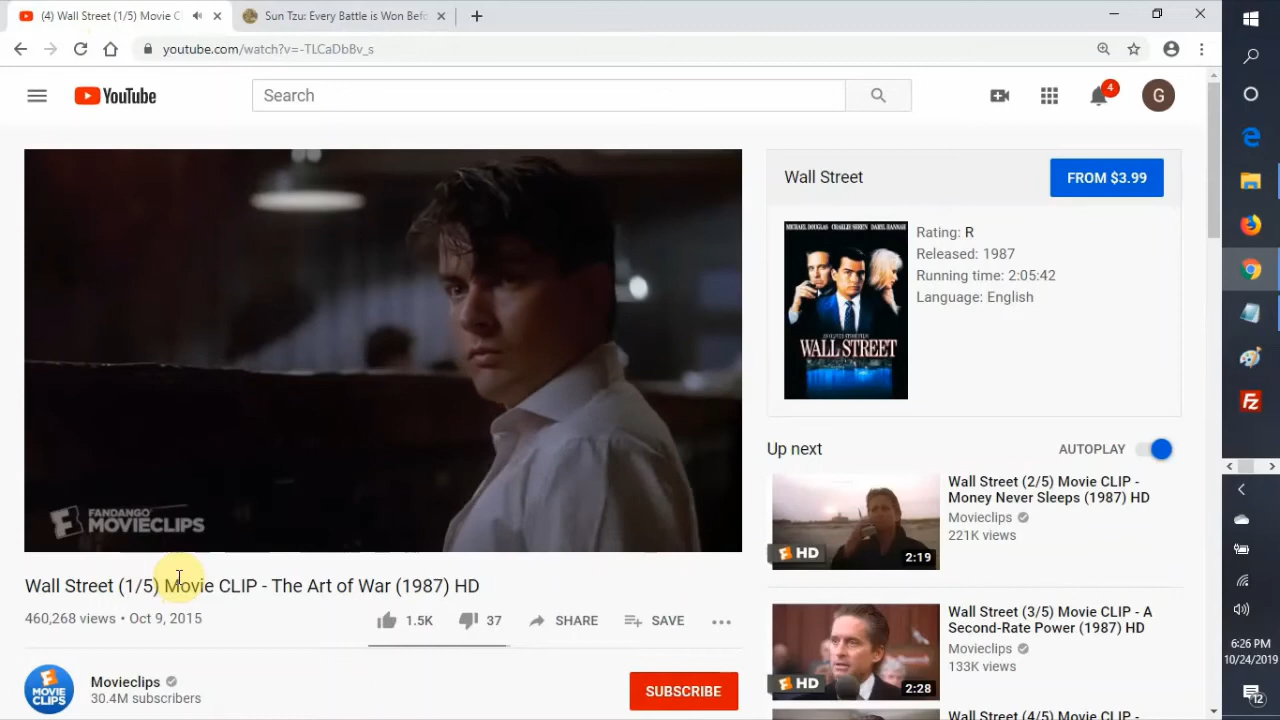 (4) Wall Street (1/5) Movie C
Sun Tzu: Every Battle is Won Before
youtube.com/watch?v=-TLCaDbBv_s
YouTube
Search
4
G
Wall Street
FROM $3.99
MICHAEL DOUGLAS CHARLIE SHEEN DARYL HANNAH
WALL STREET
Rating: R
Released: 1987
Running time: 2:05:42
Language: English
FANDANGO
MOVIECLIPS
Wall Street (1/5) Movie CLIP - The Art of War (1987) HD
460,268 views • Oct 9, 2015
1.5K
37
SHARE
SAVE
MOVIE
CLIPS
Movieclips
30.4M subscribers
SUBSCRIBE
Up next
AUTOPLAY
HD
2:19
Wall Street (2/5) Movie CLIP -
Money Never Sleeps (1987) HD
Movieclips
221K views
HD
2:28
Wall Street (3/5) Movie CLIP - A
Second-Rate Power (1987) HD
Movieclips
133K views
Wall Street (4/5) Movie CLIP -
Fz
6:26 PM
10/24/2019
12